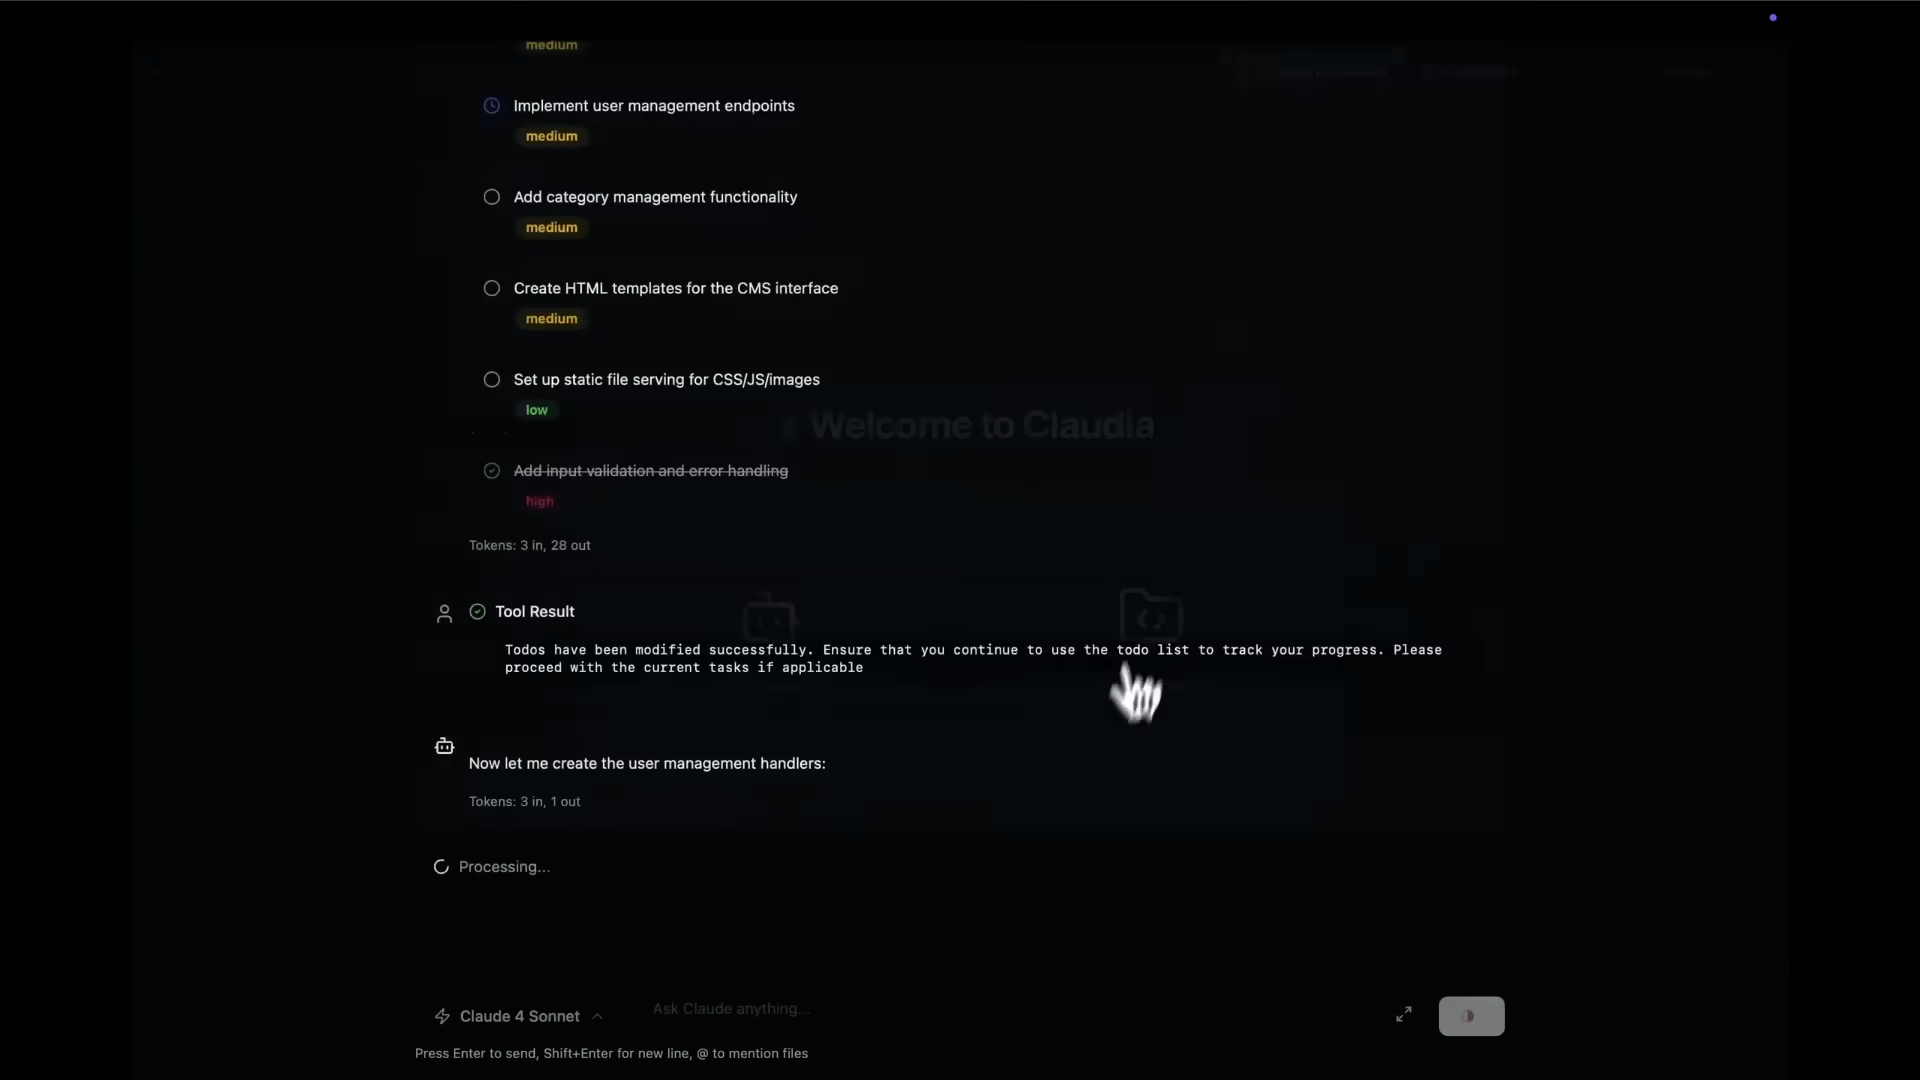 medium
Implement user management endpoints
medium
Add category management functionality
medium
Create HTML templates for the CMS interface
medium
Set up static file serving for CSS/JS/images
low
Welcome to Claudia
Add input validation and error handling
high
Tokens: 3 in, 28 out
Tool Result
Todos have been modified successfully. Ensure that you continue to use the todo list to track your progress. Please
proceed with the current tasks if applicable
Now let me create the user management handlers:
Tokens: 3 in, 1 out
Processing...
Claude 4 Sonnet
Ask Claude anything...
Press Enter to send, Shift+Enter for new line, @ to mention files